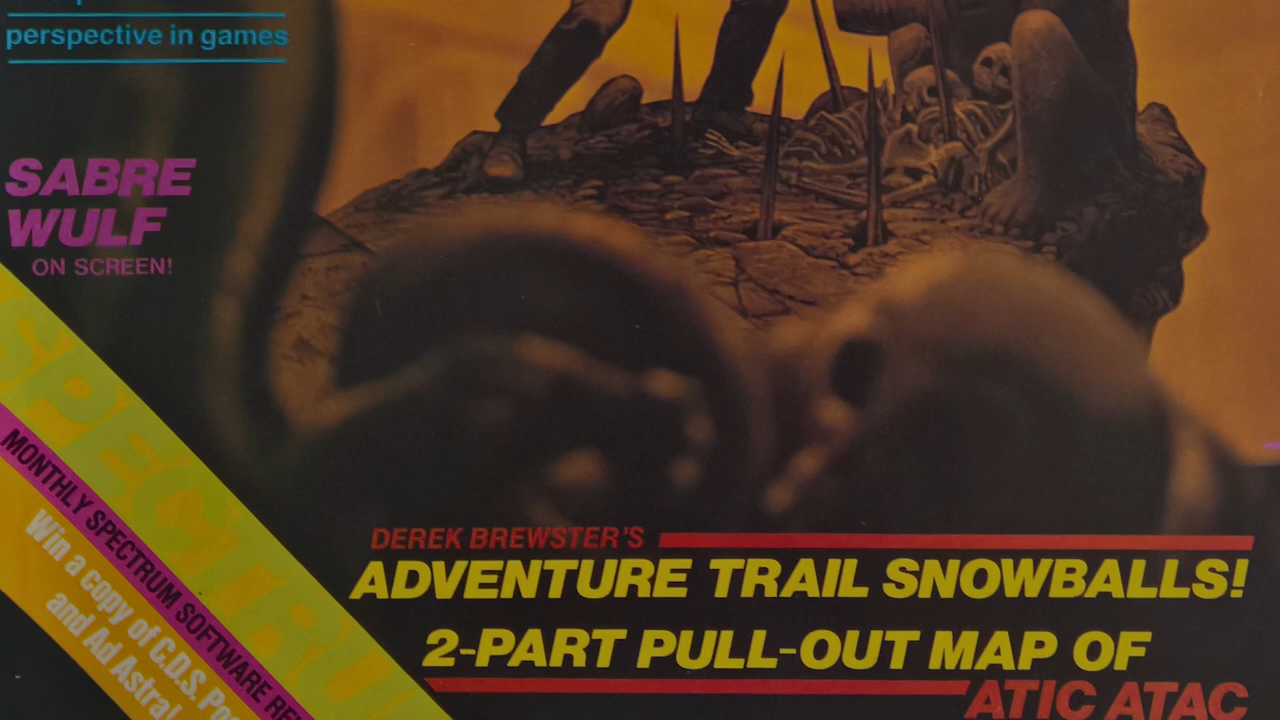 perspective in games
SABRE
WULF
ON SCREEN!
SPECTRU
MONTHLY SPECTRUM SOFTWARE
Win a copy of C.D.S.
and Ad Astra!
DEREK BREWSTER'S
ADVENTURE TRAIL SNOWBALLS!
2-PART PULL-OUT MAP OF
ATIC ATAC